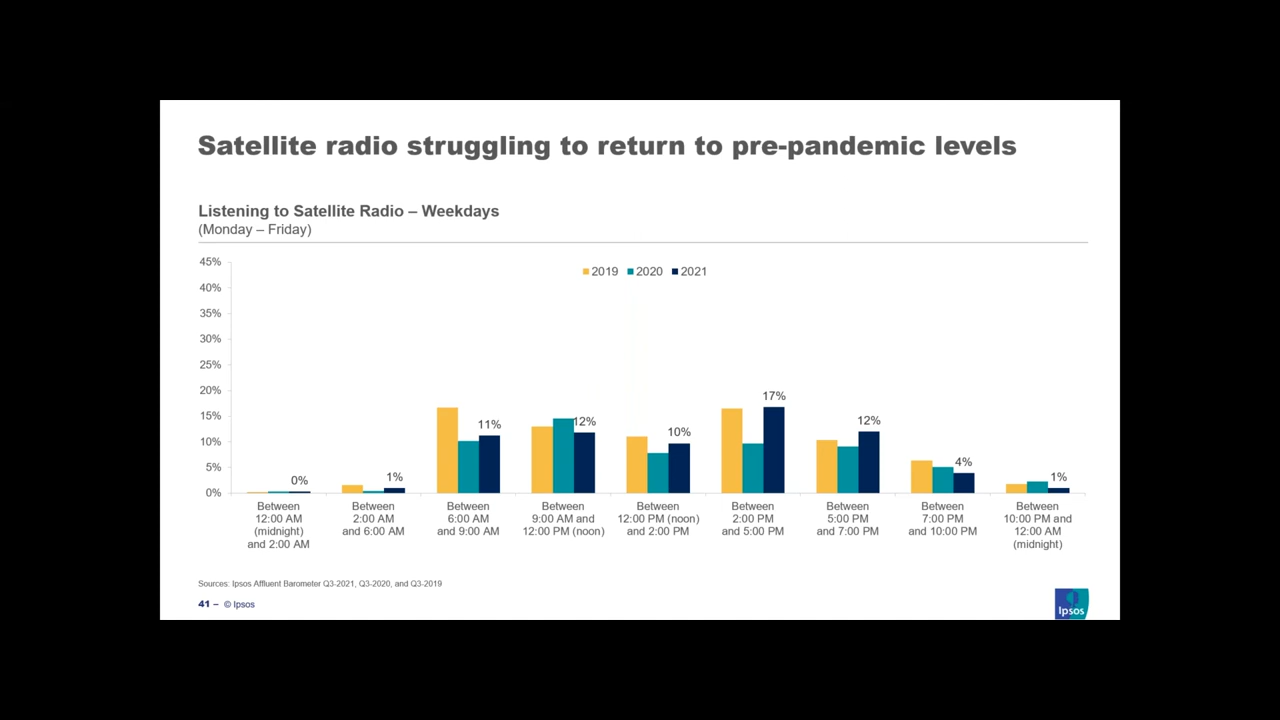 Satellite radio struggling to return to pre-pandemic levels
Listening to Satellite Radio – Weekdays
(Monday – Friday)
45%
40%
35%
30%
25%
20%
15%
10%
5%
0%
2019 2020 2021
0%
1%
11%
12%
10%
17%
12%
4%
1%
Between
12:00 AM
(midnight)
and 2:00 AM
Between
2:00 AM
and 6:00 AM
Between
6:00 AM
and 9:00 AM
Between
9:00 AM and
12:00 PM (noon)
Between
12:00 PM (noon)
and 2:00 PM
Between
2:00 PM
and 5:00 PM
Between
5:00 PM
and 7:00 PM
Between
7:00 PM
and 10:00 PM
Between
10:00 PM and
12:00 AM
(midnight)
Sources: Ipsos Affluent Barometer Q3-2021, Q3-2020, and Q3-2019
41 – © Ipsos
Ipsos